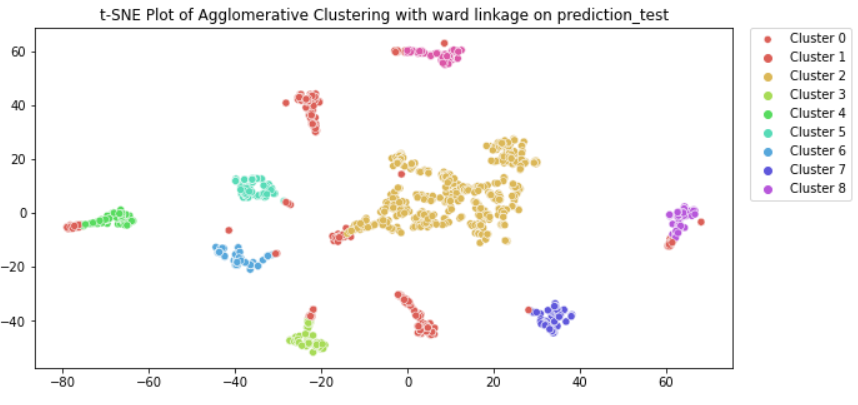 t-SNE Plot of Agglomerative Clustering with ward linkage on prediction_test
Cluster 0
Cluster 1
Cluster 2
Cluster 3
Cluster 4
Cluster 5
Cluster 6
Cluster 7
Cluster 8
60
40
20
0
−20
−40
−80
−60
−40
−20
0
20
40
60